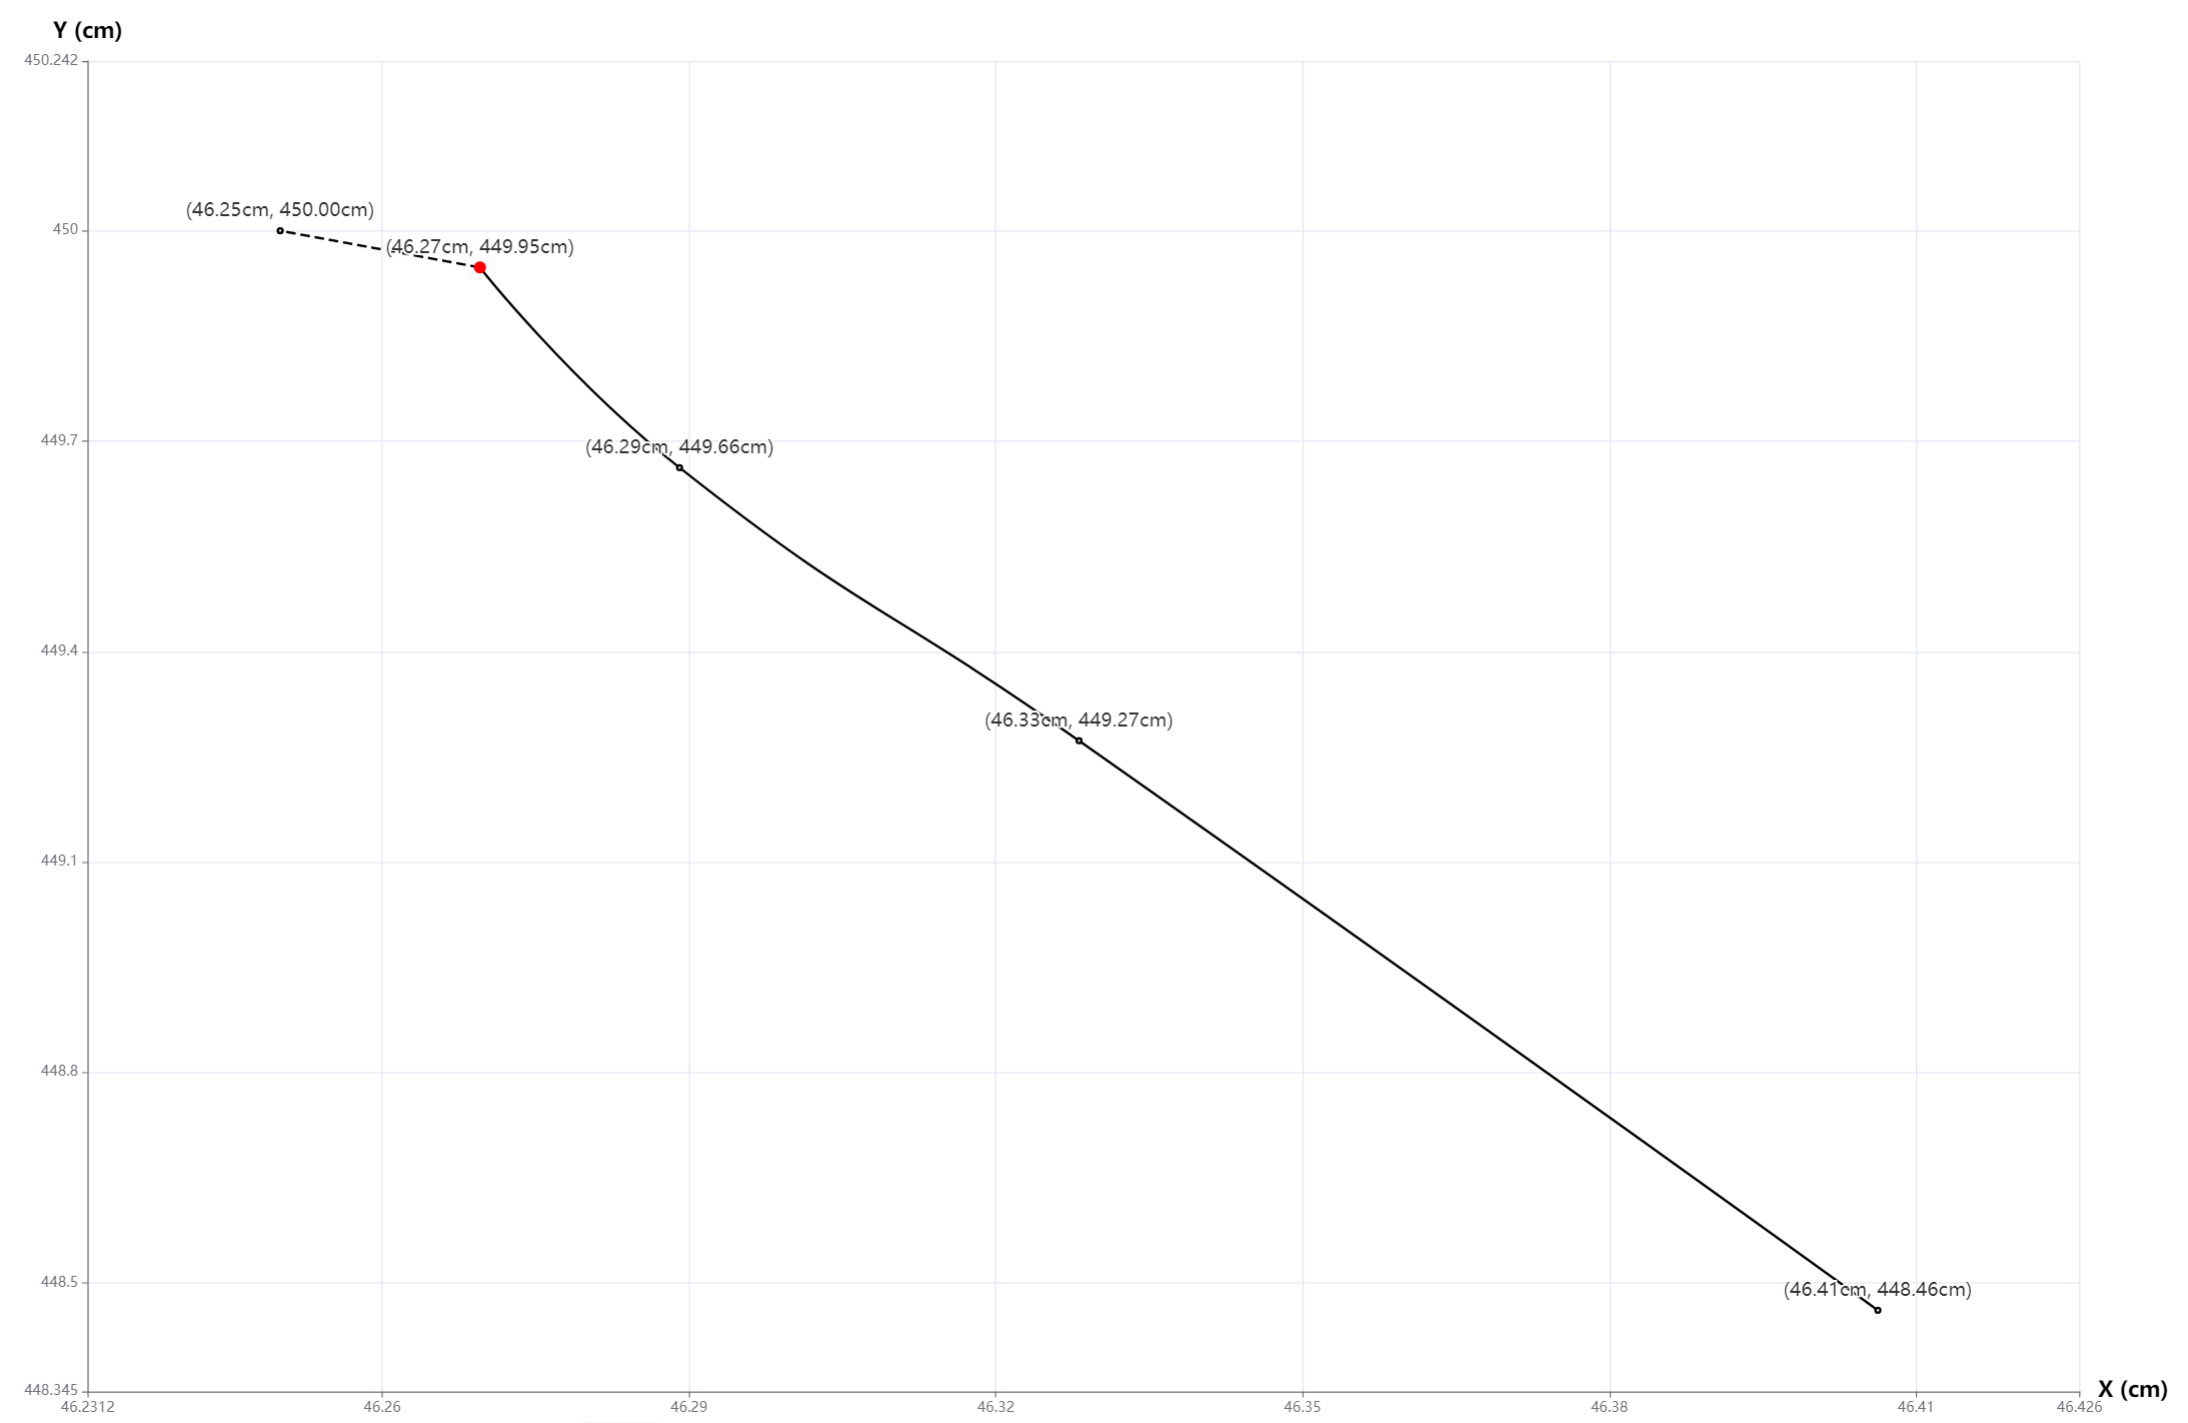 Y (cm)
450.242
(46.25cm, 450.00cm)
450
(46.27cm, 449.95cm)
449.7
(46.29cm, 449.66cm)
449.4
(46.33cm, 449.27cm)
449.1
448.8
448.5
(46.41cm, 448.46cm)
448.345
X (cm)
46.2312 46.26 46.29 46.32 46.35 46.38 46.41 46.426